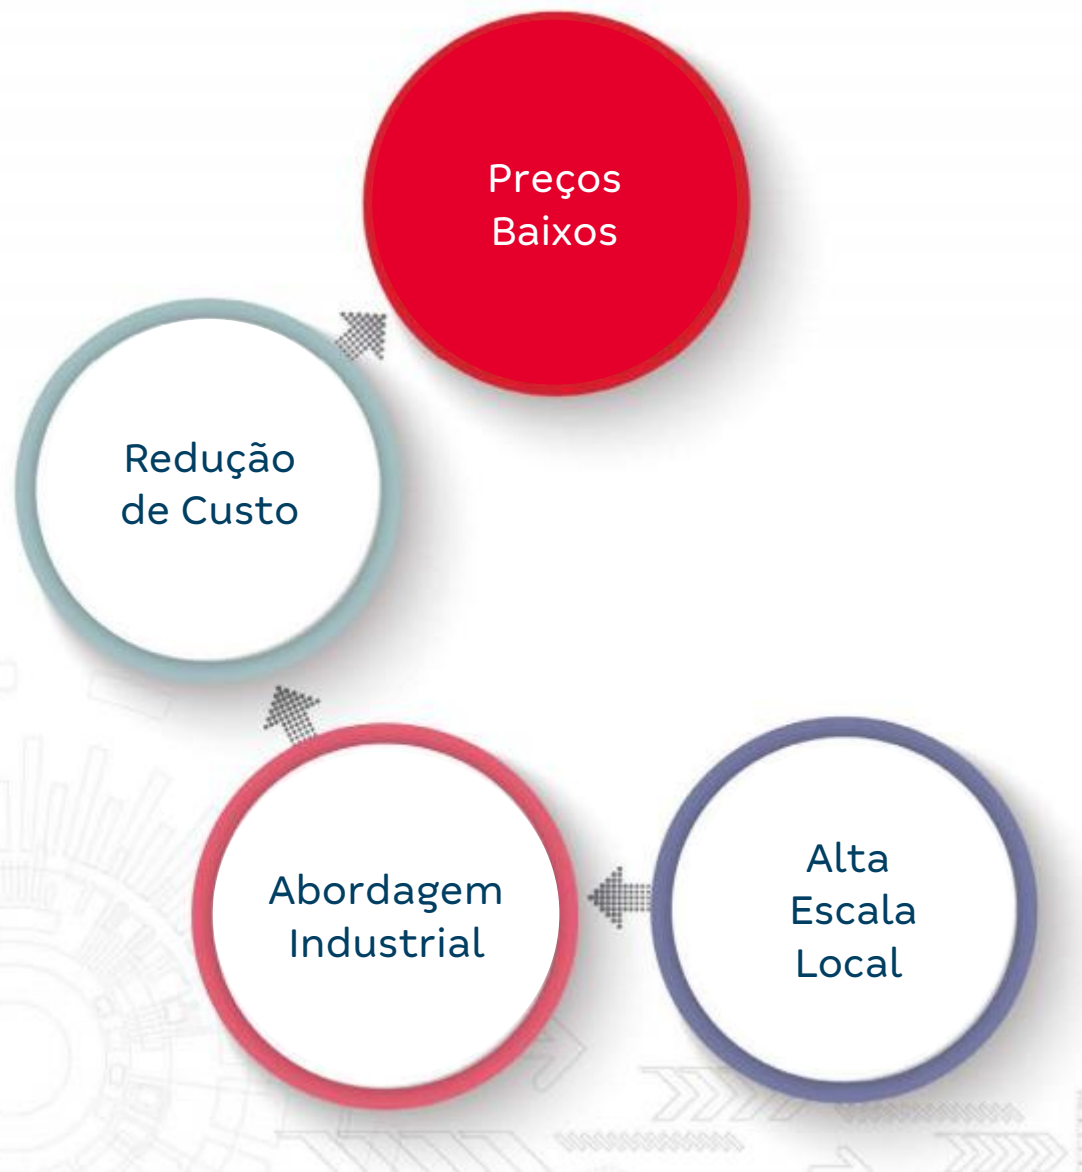 Preços
Baixos
Redução
de Custo
Abordagem
Industrial
Alta
Escala
Local